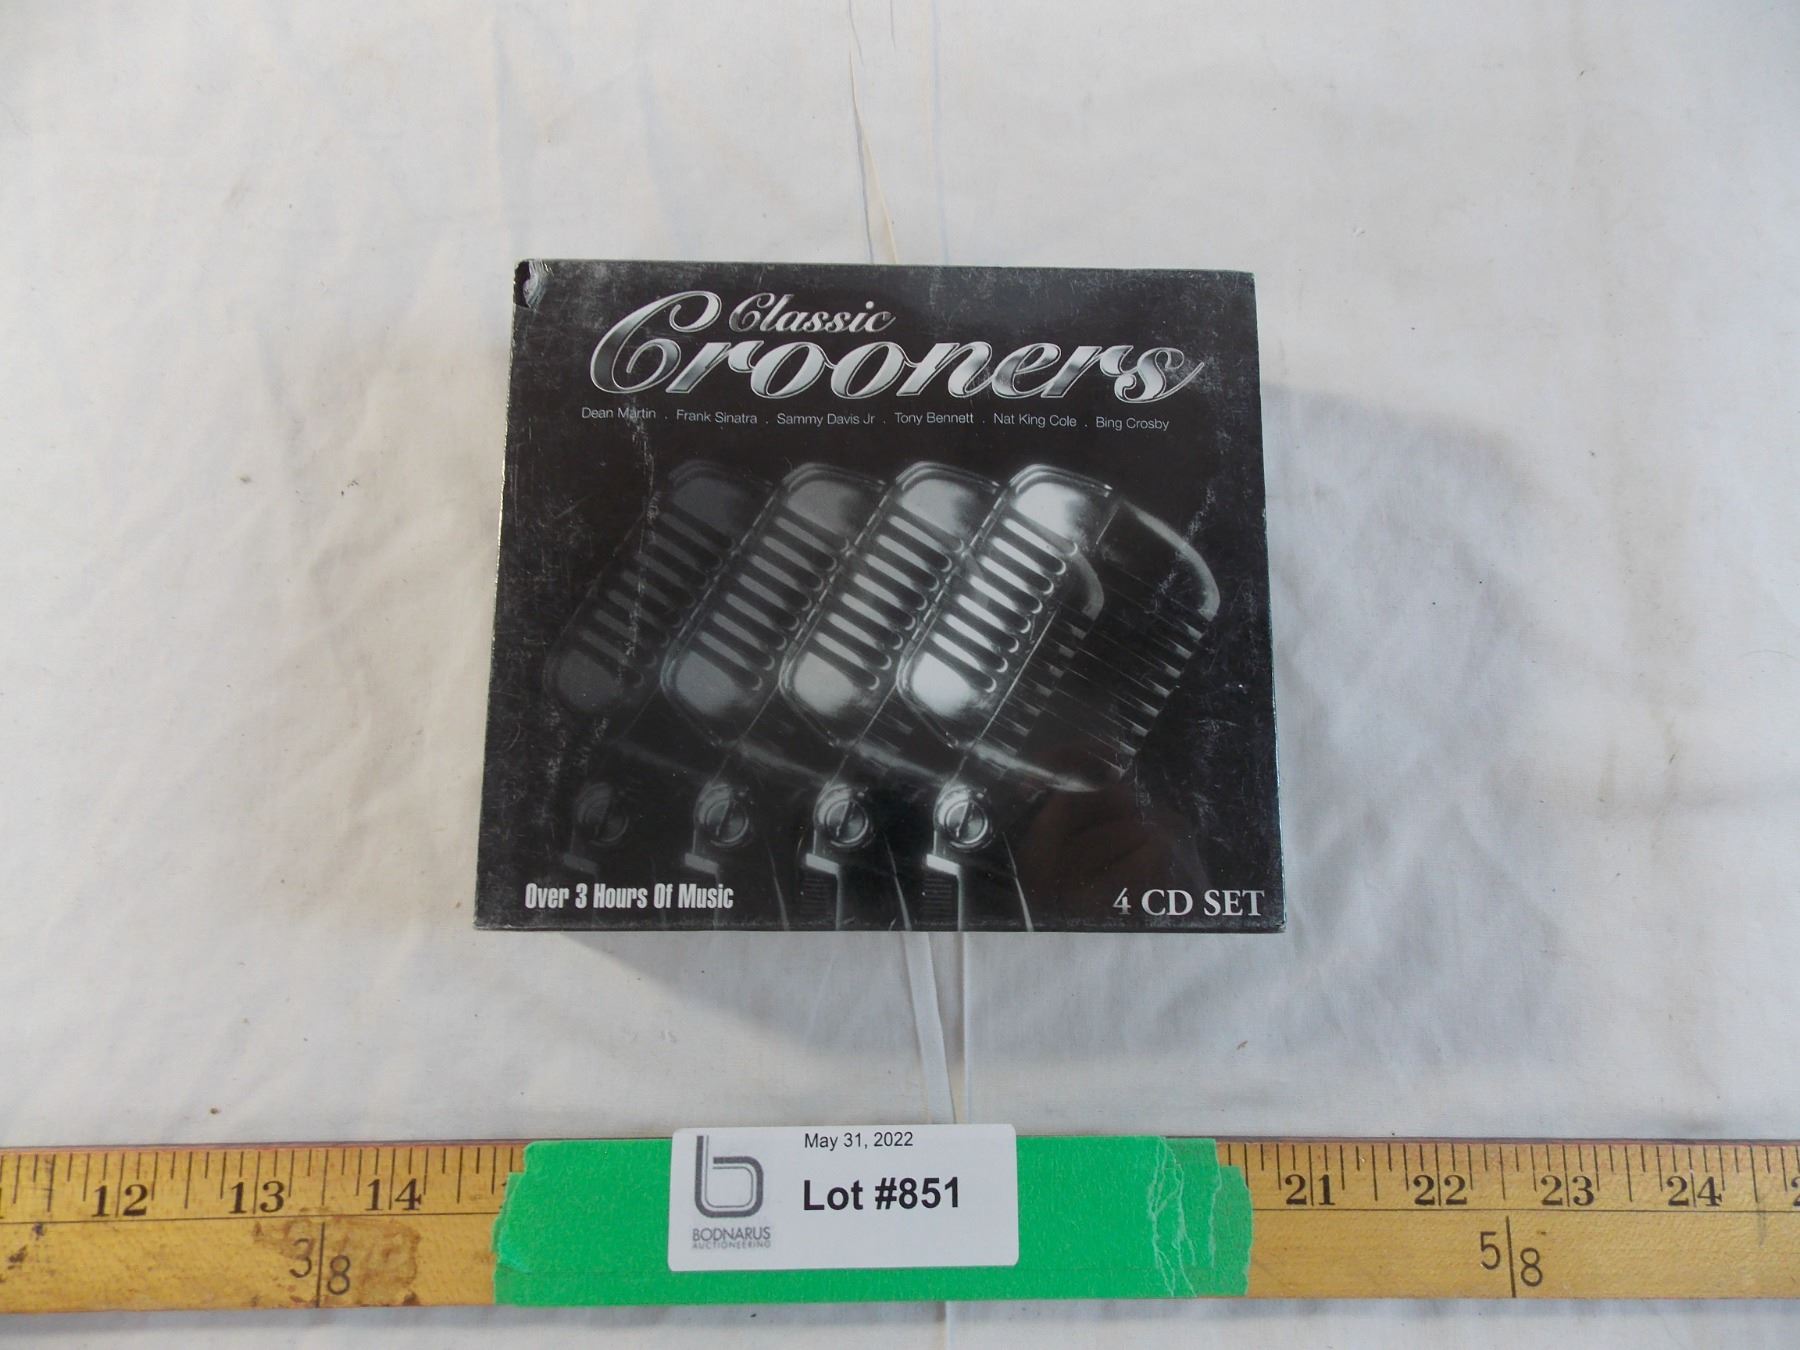 Classic
Crooners
Dean Martin . Frank Sinatra . Sammy Davis Jr . Tony Bennett . Nat King Cole . Bing Crosby
Over 3 Hours Of Music
4 CD SET
May 31, 2022
Lot #851
BODNARUS
AUCTIONEERING
12 13 14 21 22 23 24
3/8 5/8